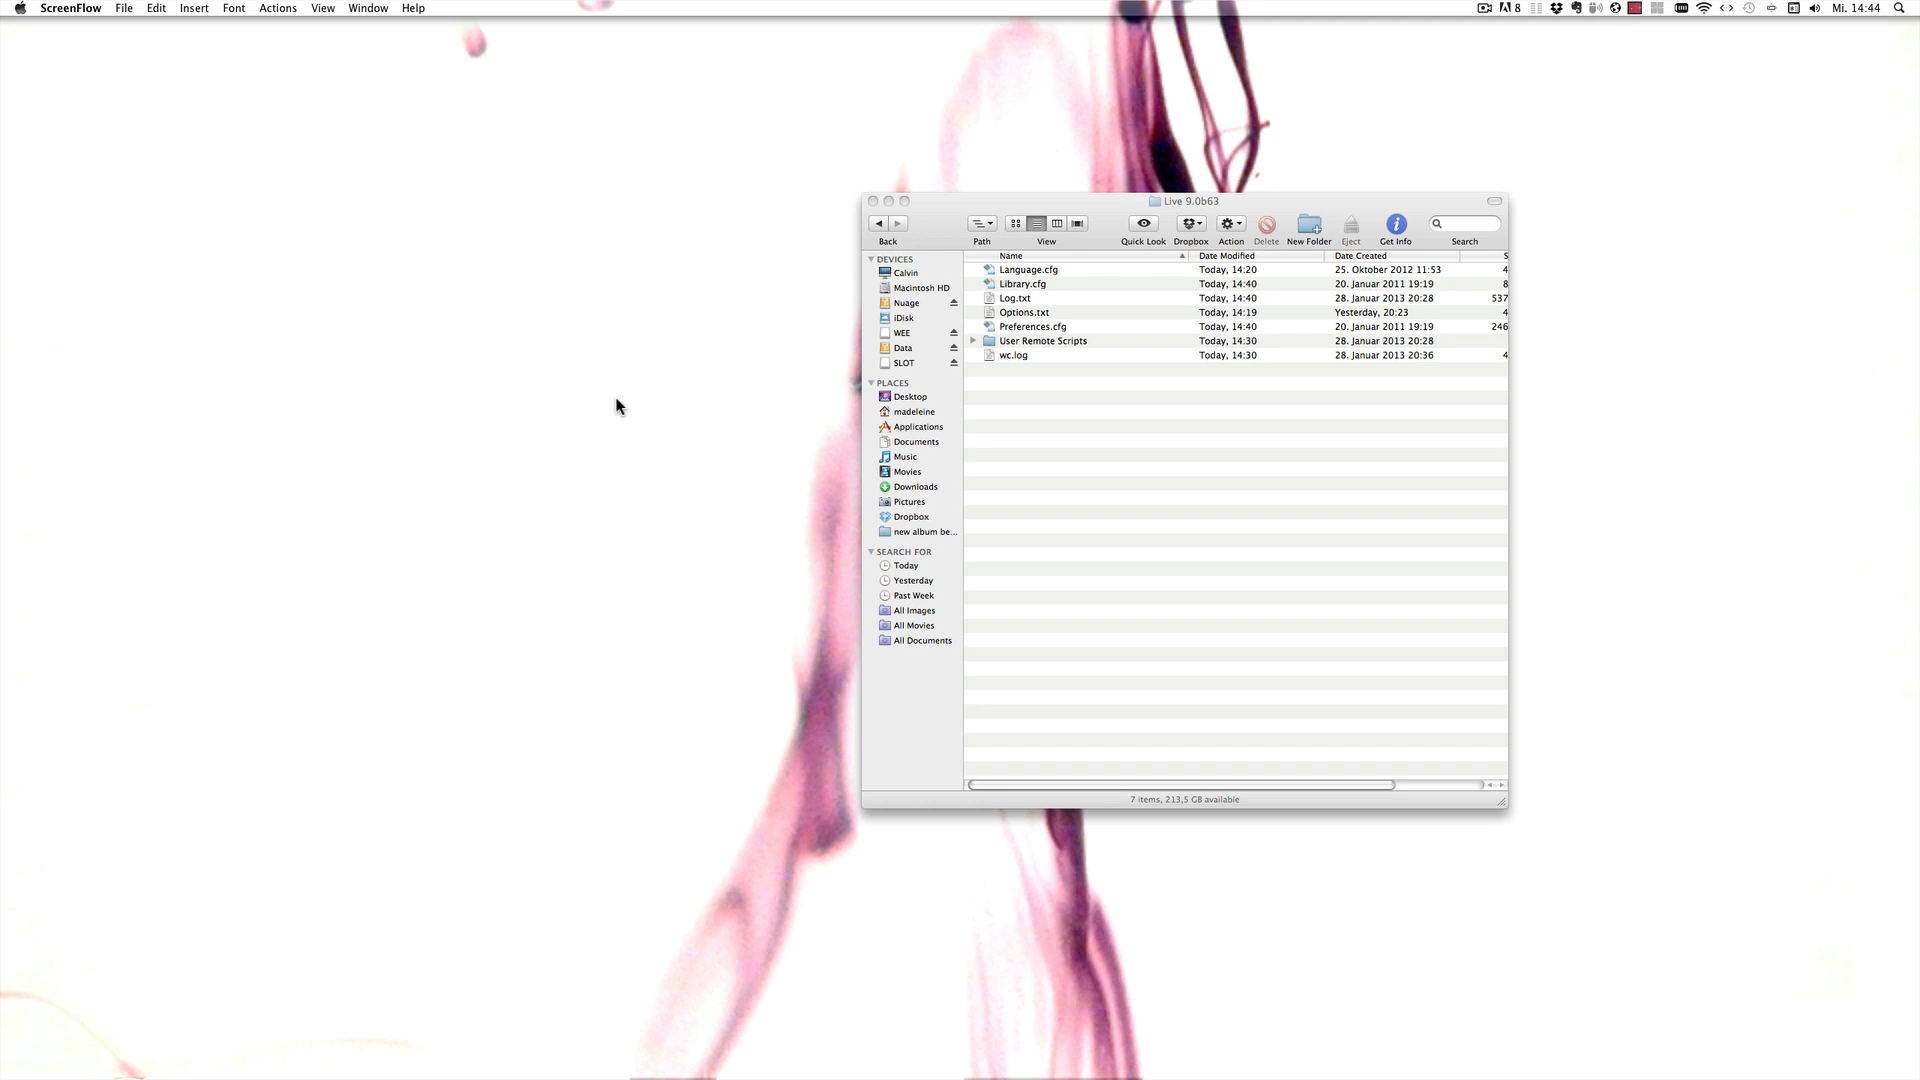 ScreenFlow File Edit Insert Font Actions View Window Help 8 Mi. 14:44
Live 9.0b63
Back Path View Quick Look Dropbox Action Delete New Folder Eject Get Info Search
DEVICES
Calvin
Macintosh HD
Nuage
iDisk
WEE
Data
SLOT
PLACES
Desktop
madeleine
Applications
Documents
Music
Movies
Downloads
Pictures
Dropbox
new album be...
SEARCH FOR
Today
Yesterday
Past Week
All Images
All Movies
All Documents
Name Date Modified Date Created S
Language.cfg Today, 14:20 25. Oktober 2012 11:53 4
Library.cfg Today, 14:40 20. Januar 2011 19:19 8
Log.txt Today, 14:40 28. Januar 2013 20:28 537
Options.txt Today, 14:19 Yesterday, 20:23 4
Preferences.cfg Today, 14:40 20. Januar 2011 19:19 246
User Remote Scripts Today, 14:30 28. Januar 2013 20:28
wc.log Today, 14:30 28. Januar 2013 20:36 4
7 items, 213,5 GB available